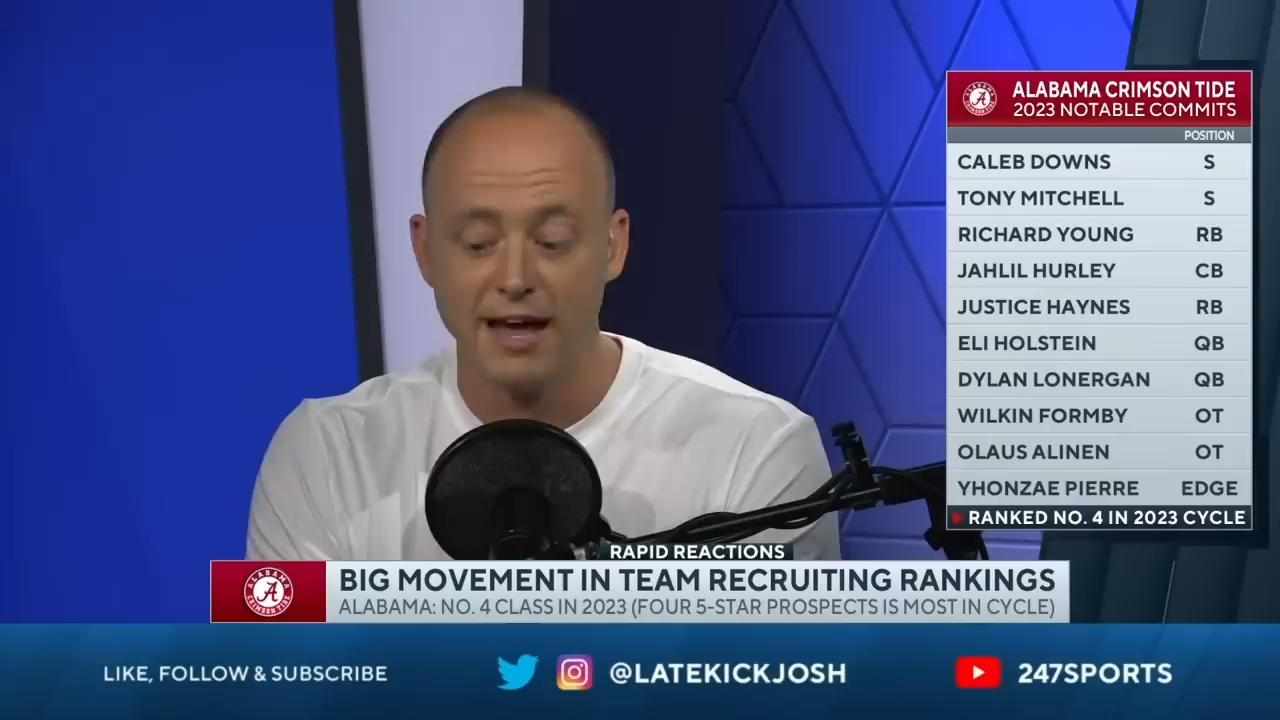 ALABAMA CRIMSON TIDE
2023 NOTABLE COMMITS
POSITION
CALEB DOWNS S
TONY MITCHELL S
RICHARD YOUNG RB
JAHLIL HURLEY CB
JUSTICE HAYNES RB
ELI HOLSTEIN QB
DYLAN LONERGAN QB
WILKIN FORMBY OT
OLAUS ALINEN OT
YHONZAE PIERRE EDGE
RANKED NO. 4 IN 2023 CYCLE
RAPID REACTIONS
BIG MOVEMENT IN TEAM RECRUITING RANKINGS
ALABAMA: NO. 4 CLASS IN 2023 (FOUR 5-STAR PROSPECTS IS MOST IN CYCLE)
LIKE, FOLLOW & SUBSCRIBE @LATEKICKJOSH 247SPORTS